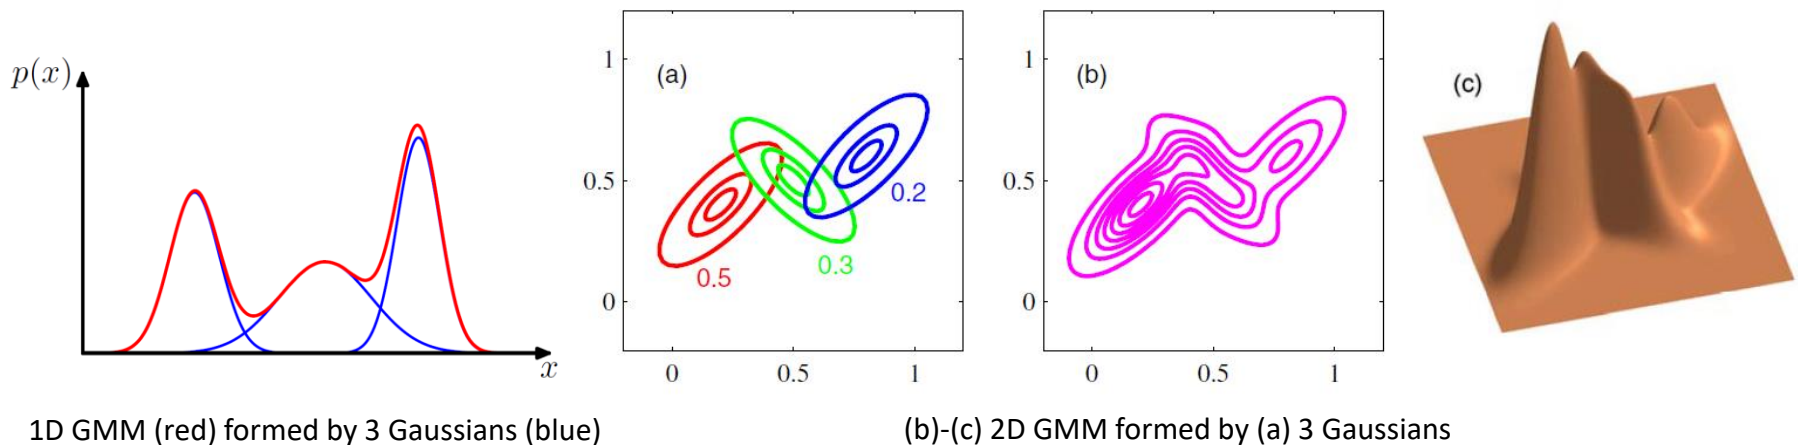 p(x)
x
(a)
1
0.5
0
0
0.5
1
0.5
0.3
0.2
(b)
1
0.5
0
0
0.5
1
(c)
1D GMM (red) formed by 3 Gaussians (blue)
(b)-(c) 2D GMM formed by (a) 3 Gaussians